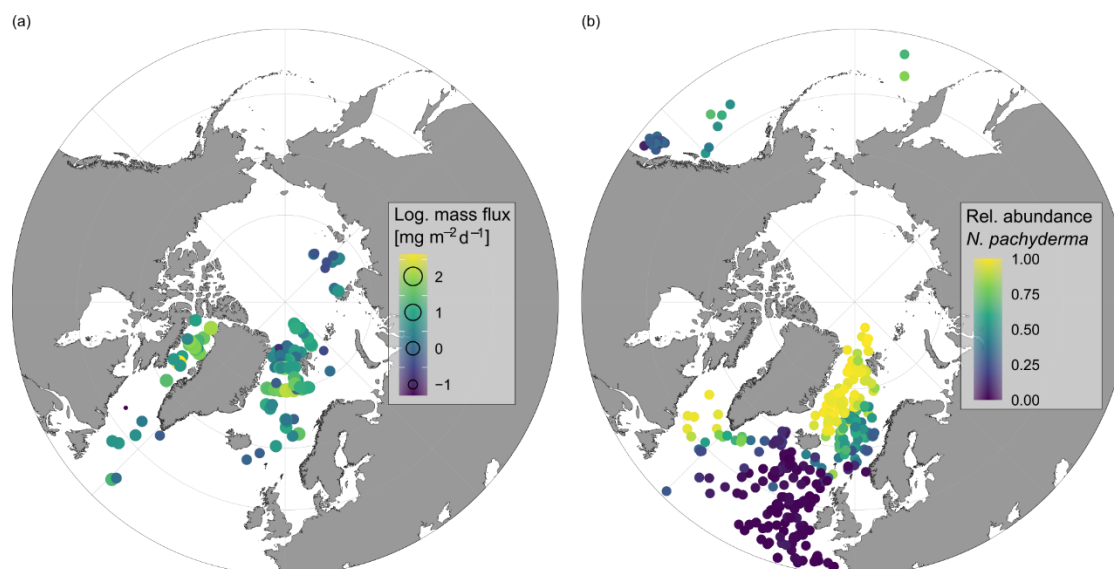 (a)
(b)
Log. mass flux
[mg m⁻² d⁻¹]
2
1
0
−1
Rel. abundance
N. pachyderma
1.00
0.75
0.50
0.25
0.00